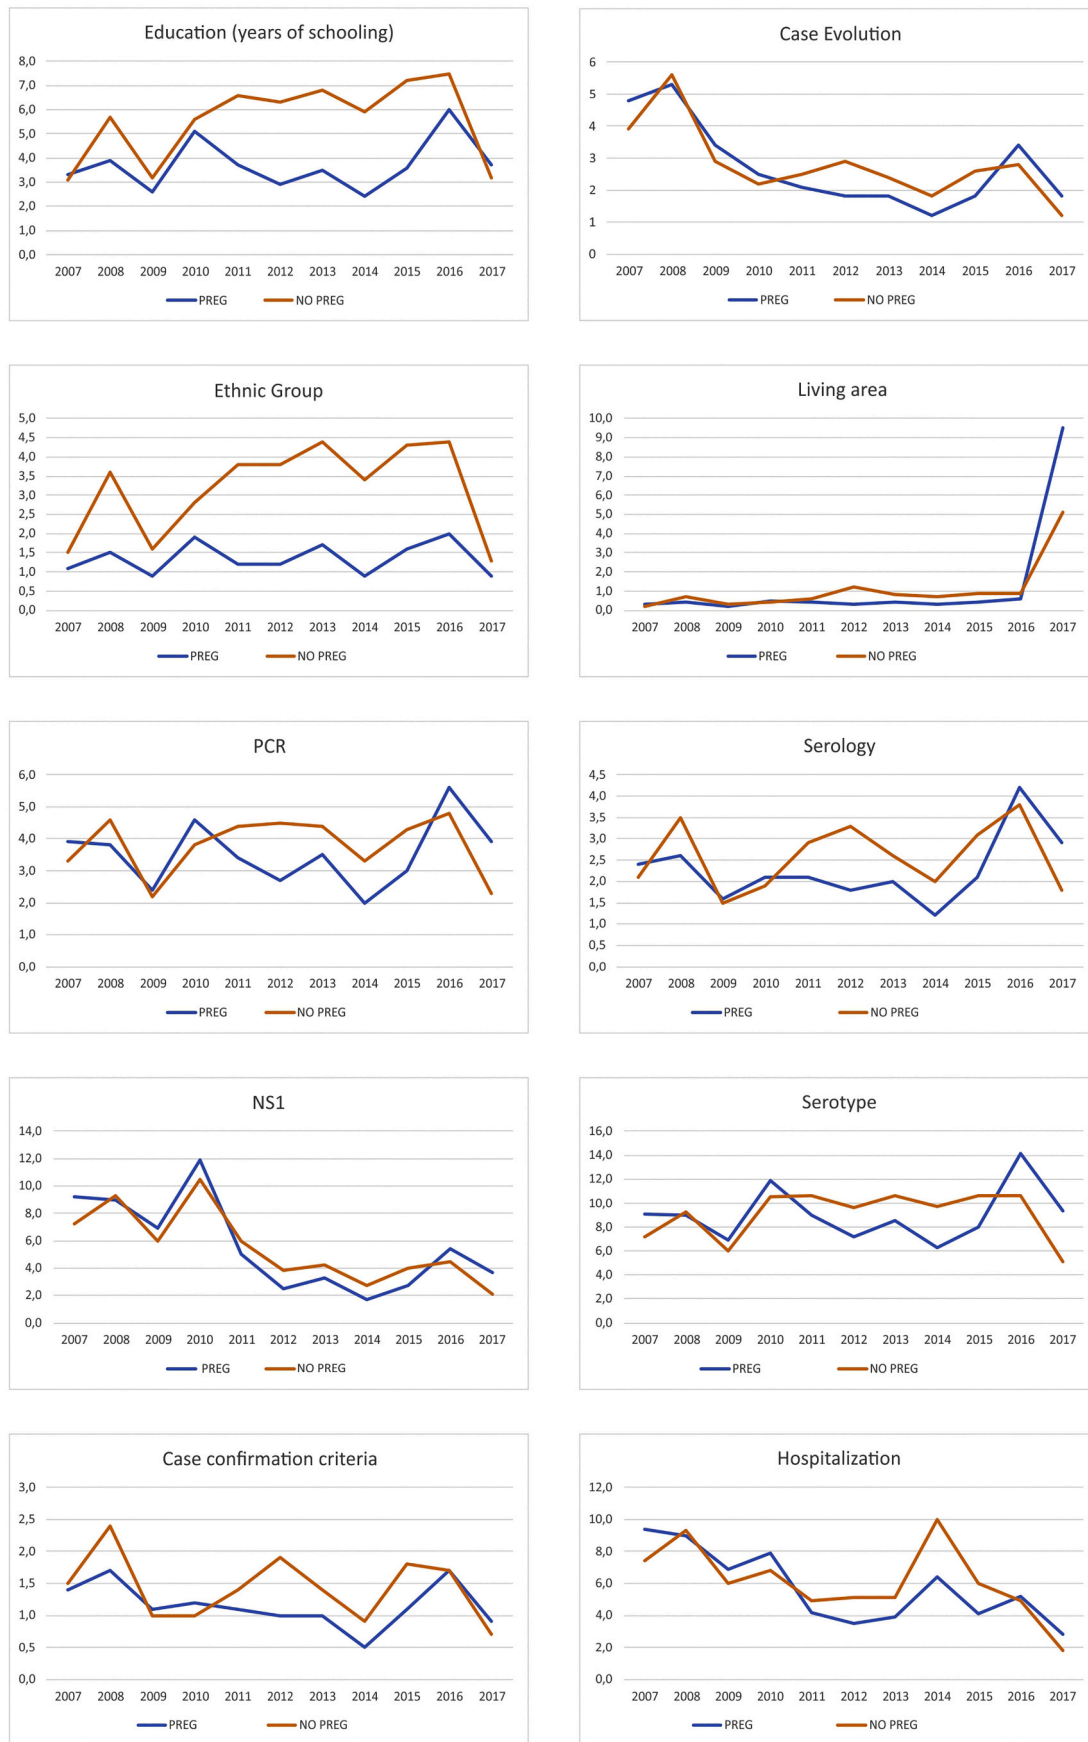 Education (years of schooling)
8,0
7,0
6,0
5,0
4,0
3,0
2,0
1,0
0,0
2007 2008 2009 2010 2011 2012 2013 2014 2015 2016 2017
PREG NO PREG
Case Evolution
6
5
4
3
2
1
0
2007 2008 2009 2010 2011 2012 2013 2014 2015 2016 2017
PREG NO PREG
Ethnic Group
5,0
4,5
4,0
3,5
3,0
2,5
2,0
1,5
1,0
0,5
0,0
2007 2008 2009 2010 2011 2012 2013 2014 2015 2016 2017
PREG NO PREG
Living area
10,0
9,0
8,0
7,0
6,0
5,0
4,0
3,0
2,0
1,0
0,0
2007 2008 2009 2010 2011 2012 2013 2014 2015 2016 2017
PREG NO PREG
PCR
6,0
5,0
4,0
3,0
2,0
1,0
0,0
2007 2008 2009 2010 2011 2012 2013 2014 2015 2016 2017
PREG NO PREG
Serology
4,5
4,0
3,5
3,0
2,5
2,0
1,5
1,0
0,5
0,0
2007 2008 2009 2010 2011 2012 2013 2014 2015 2016 2017
PREG NO PREG
NS1
14,0
12,0
10,0
8,0
6,0
4,0
2,0
0,0
2007 2008 2009 2010 2011 2012 2013 2014 2015 2016 2017
PREG NO PREG
Serotype
16,0
14,0
12,0
10,0
8,0
6,0
4,0
2,0
0,0
2007 2008 2009 2010 2011 2012 2013 2014 2015 2016 2017
PREG NO PREG
Case confirmation criteria
3,0
2,5
2,0
1,5
1,0
0,5
0,0
2007 2008 2009 2010 2011 2012 2013 2014 2015 2016 2017
PREG NO PREG
Hospitalization
12,0
10,0
8,0
6,0
4,0
2,0
0,0
2007 2008 2009 2010 2011 2012 2013 2014 2015 2016 2017
PREG NO PREG